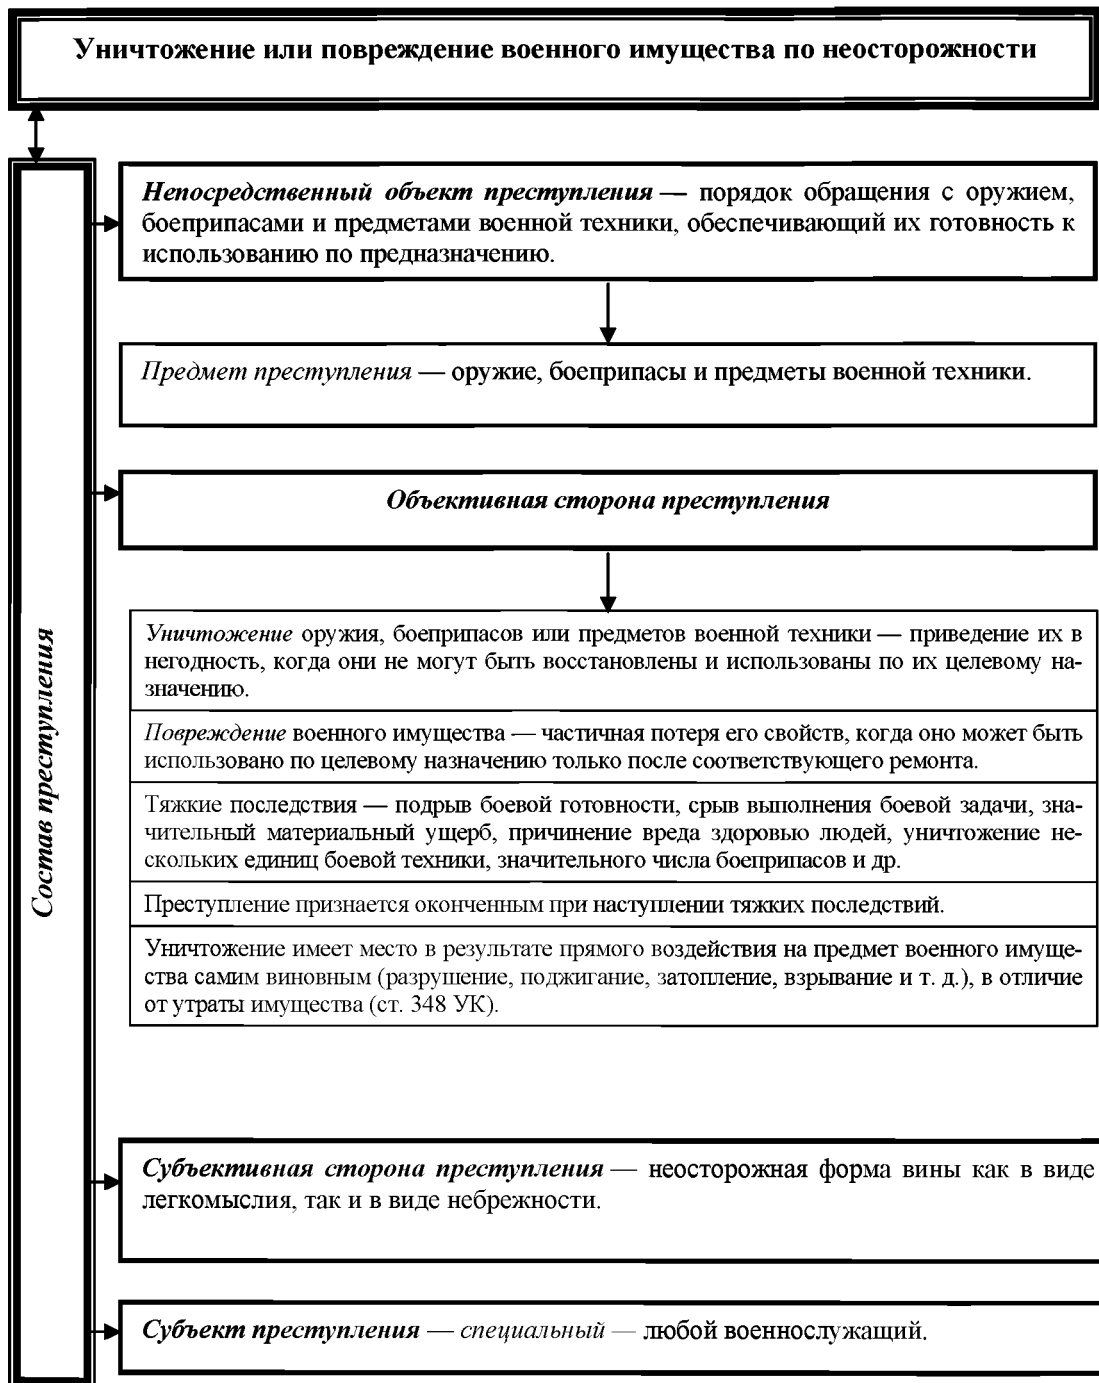 Уничтожение или повреждение военного имущества по неосторожности
Состав преступления
Непосредственный объект преступления — порядок обращения с оружием,
боеприпасами и предметами военной техники, обеспечивающий их готовность к
использованию по предназначению.
Предмет преступления — оружие, боеприпасы и предметы военной техники.
Объективная сторона преступления
Уничтожение оружия, боеприпасов или предметов военной техники — приведение их в
негодность, когда они не могут быть восстановлены и использованы по их целевому на-
значению.
Повреждение военного имущества — частичная потеря его свойств, когда оно может быть
использовано по целевому назначению только после соответствующего ремонта.
Тяжкие последствия — подрыв боевой готовности, срыв выполнения боевой задачи, зна-
чительный материальный ущерб, причинение вреда здоровью людей, уничтожение не-
скольких единиц боевой техники, значительного числа боеприпасов и др.
Преступление признается оконченным при наступлении тяжких последствий.
Уничтожение имеет место в результате прямого воздействия на предмет военного имуще-
ства самим виновным (разрушение, поджигание, затопление, взрывание и т. д.), в отличие
от утраты имущества (ст. 348 УК).
Субъективная сторона преступления — неосторожная форма вины как в виде
легкомыслия, так и в виде небрежности.
Субъект преступления — специальный — любой военнослужащий.